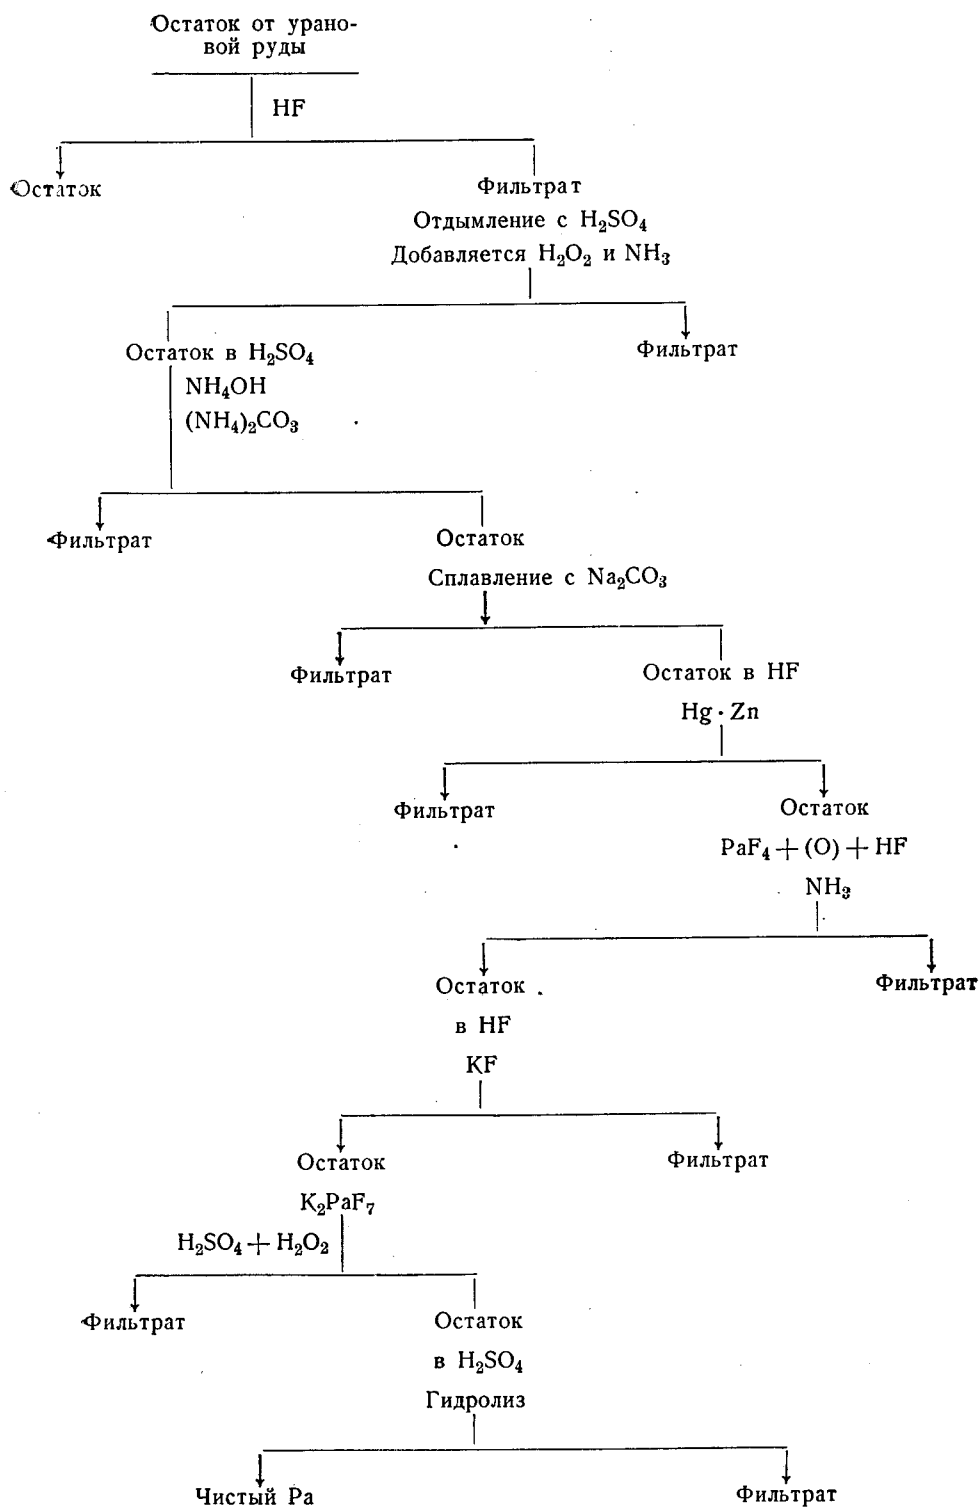 Остаток от урано-
вой руды
HF
Остаток
Фильтрат
Отдымление с H₂SO₄
Добавляется H₂O₂ и NH₃
Остаток в H₂SO₄
Фильтрат
NH₄OH
(NH₄)₂CO₃
Фильтрат
Остаток
Сплавление с Na₂CO₃
Фильтрат
Остаток в HF
Hg · Zn
Фильтрат
Остаток
PaF₄ + (O) + HF
NH₃
Остаток
Фильтрат
в HF
KF
Остаток
Фильтрат
K₂PaF₇
H₂SO₄ + H₂O₂
Фильтрат
Остаток
в H₂SO₄
Гидролиз
Чистый Pa
Фильтрат